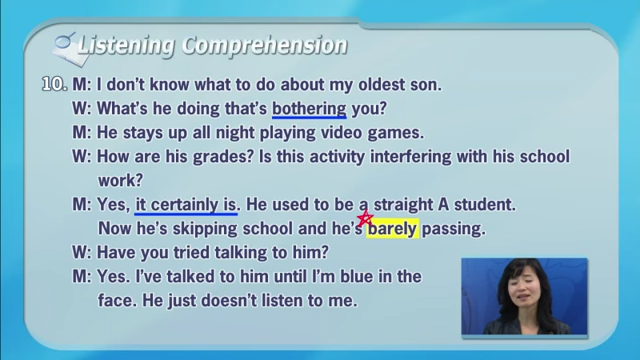 Listening Comprehension
10. M: I don't know what to do about my oldest son.
W: What's he doing that's bothering you?
M: He stays up all night playing video games.
W: How are his grades? Is this activity interfering with his school
work?
M: Yes, it certainly is. He used to be a straight A student.
Now he's skipping school and he's barely passing.
W: Have you tried talking to him?
M: Yes. I've talked to him until I'm blue in the
face. He just doesn't listen to me.